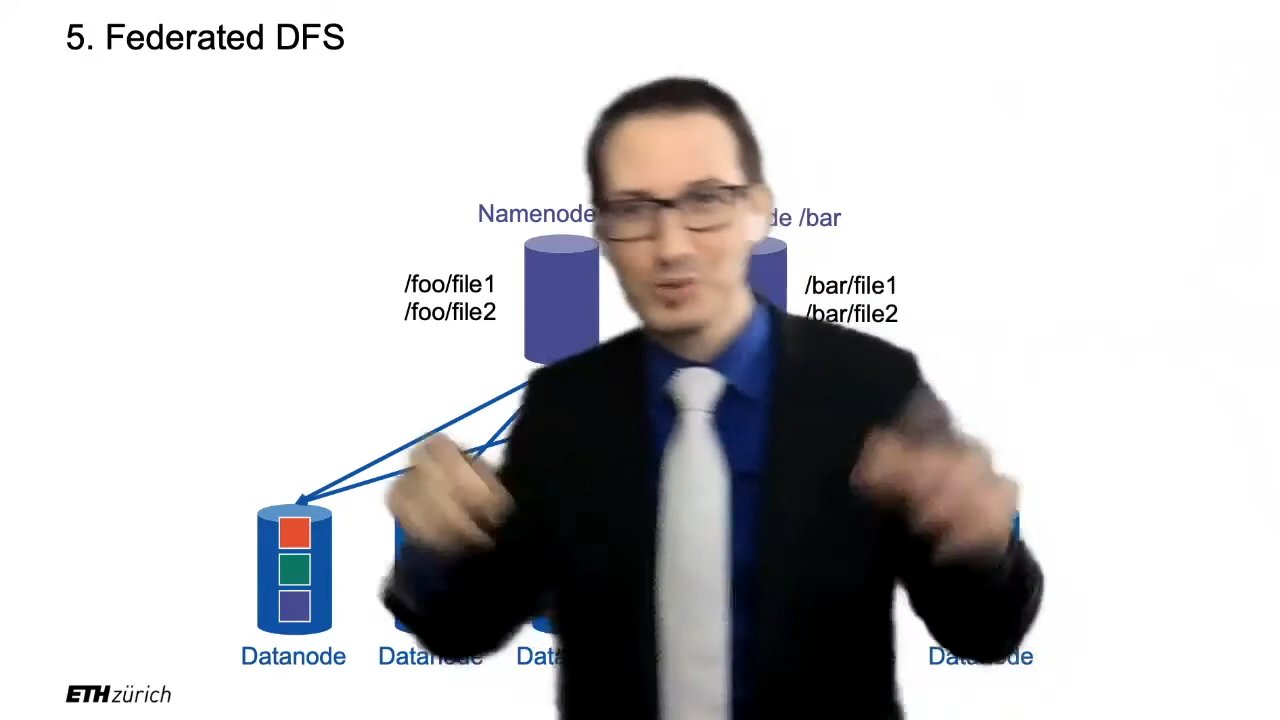 5. Federated DFS
Namenode
/bar
/foo/file1
/foo/file2
/bar/file1
/bar/file2
Datanode
Datanode
ETH zürich